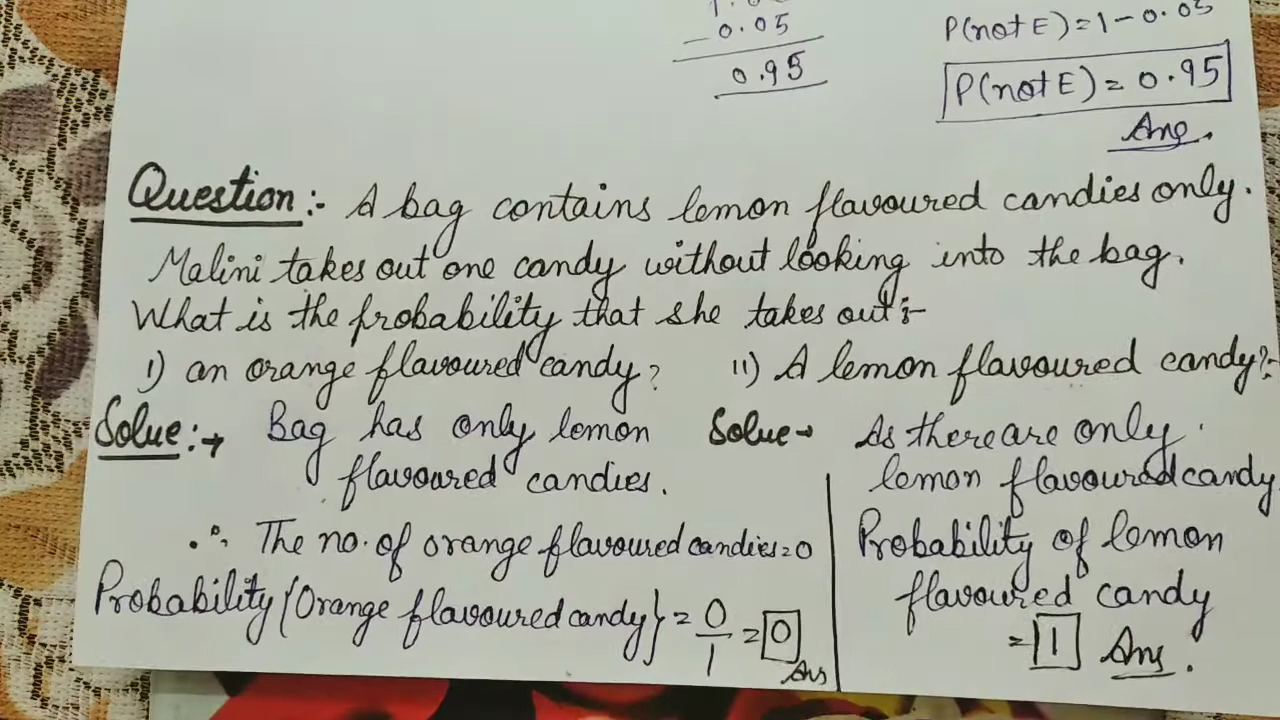 - 0.05
0.95
P(not E) = 1 - 0.05
P(not E) = 0.95
Ans.
Question:- A bag contains lemon flavoured candies only.
Malini takes out one candy without looking into the bag.
What is the probability that she takes out :-
i) an orange flavoured candy? ii) A lemon flavoured candy?:-
Solve:→ Bag has only lemon
flavoured candies.
∴ The no. of orange flavoured candies = 0
Probability {Orange flavoured candy} = 0/1 = 0
Ans
Solve→ As there are only
lemon flavoured candy
Probability of lemon
flavoured candy
= 1 Ans.